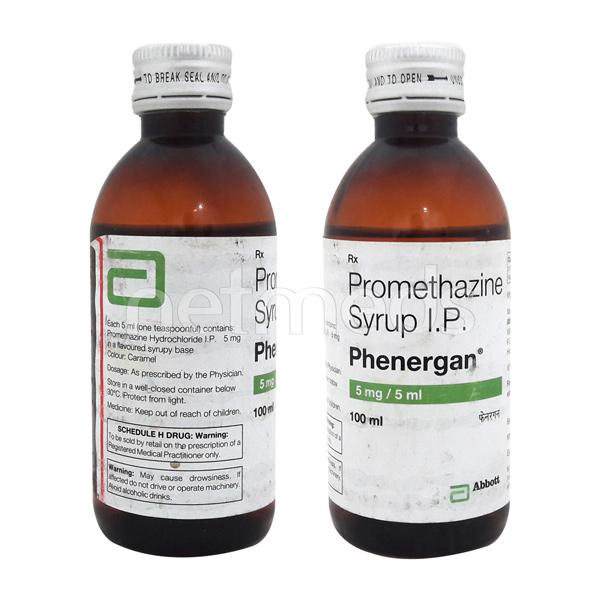 TO BREAK SEAL AND
Rx
Pro
Syru
Phe
5 mg
100 ml
Each 5 ml (one teaspoonful) contains:
Promethazine Hydrochloride I.P. 5 mg
in a flavoured syrupy base
Colour: Caramel
Dosage: As prescribed by the Physician.
Store in a well-closed container below
30°C. Protect from light.
Medicine: Keep out of reach of children.
SCHEDULE H DRUG: Warning:
To be sold by retail on the prescription of a
Registered Medical Practitioner only.
Warning: May cause drowsiness. If
affected do not drive or operate machinery.
Avoid alcoholic drinks.
AND TO OPEN
Rx
Promethazine
Syrup I.P.
Phenergan®
5 mg / 5 ml
100 ml
फेनरगन
Abbott
netmeds